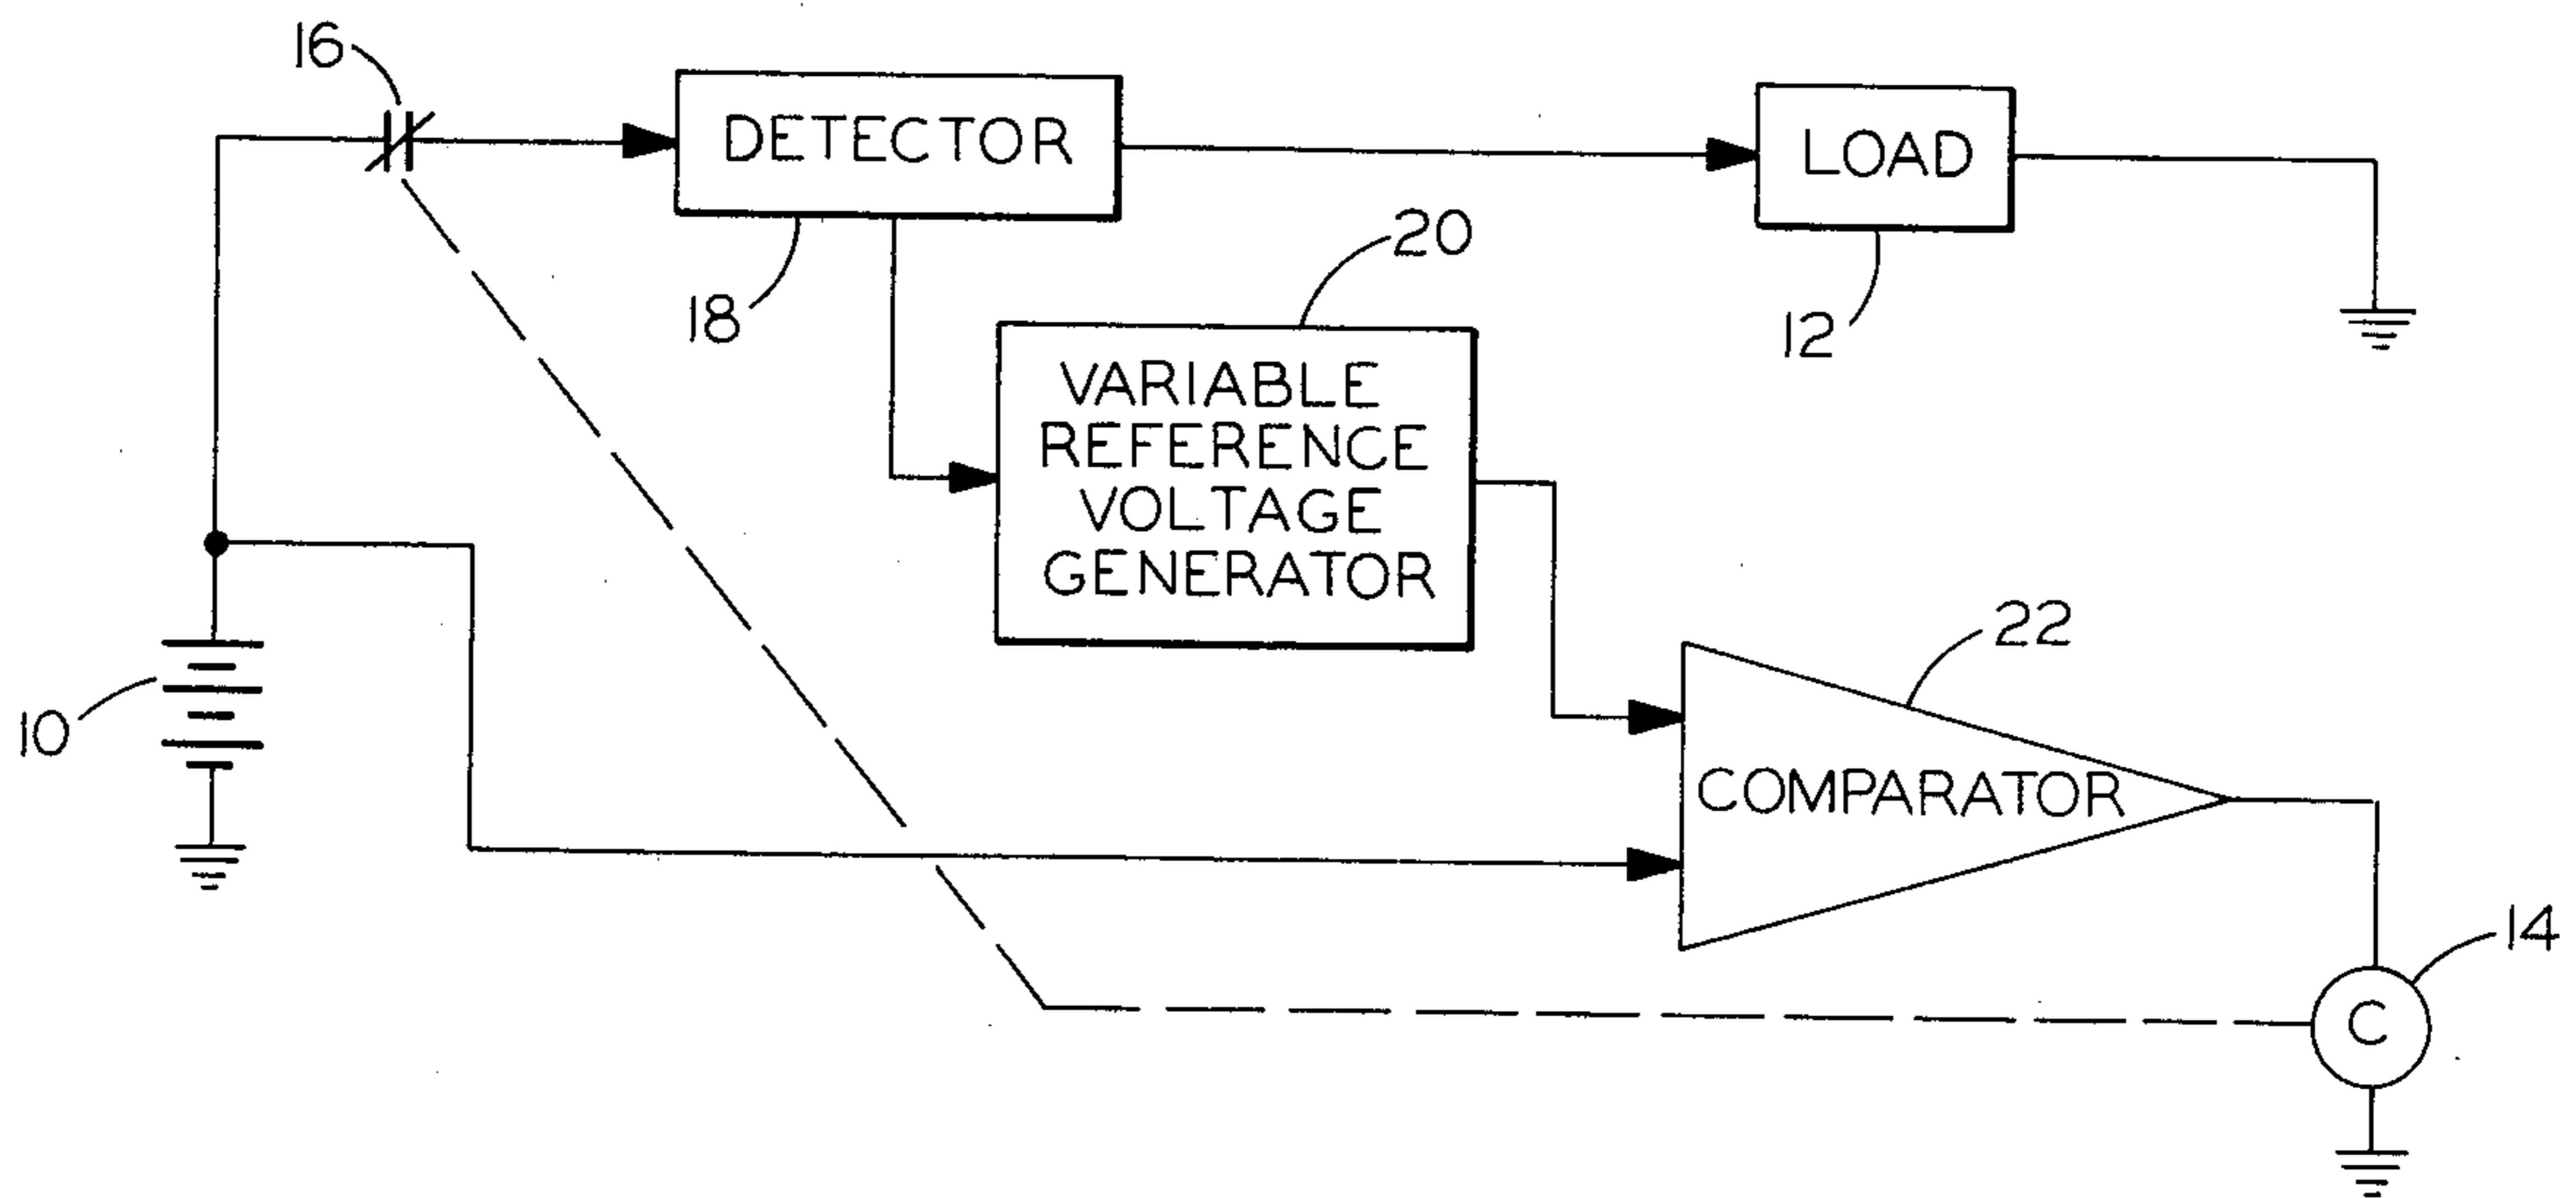 16
DETECTOR
LOAD
18
20
12
VARIABLE
REFERENCE
VOLTAGE
GENERATOR
22
10
COMPARATOR
14
C